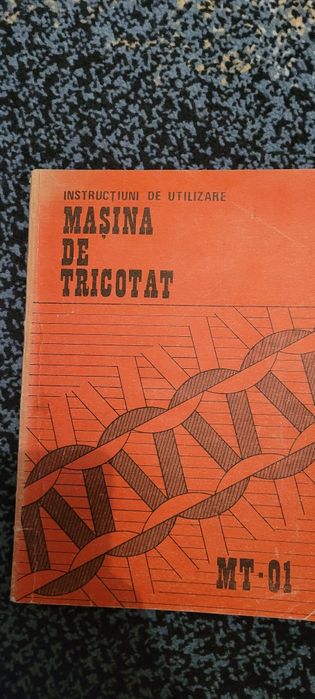 INSTRUCȚIUNI DE UTILIZARE
MAȘINA
DE
TRICOTAT
MT-01